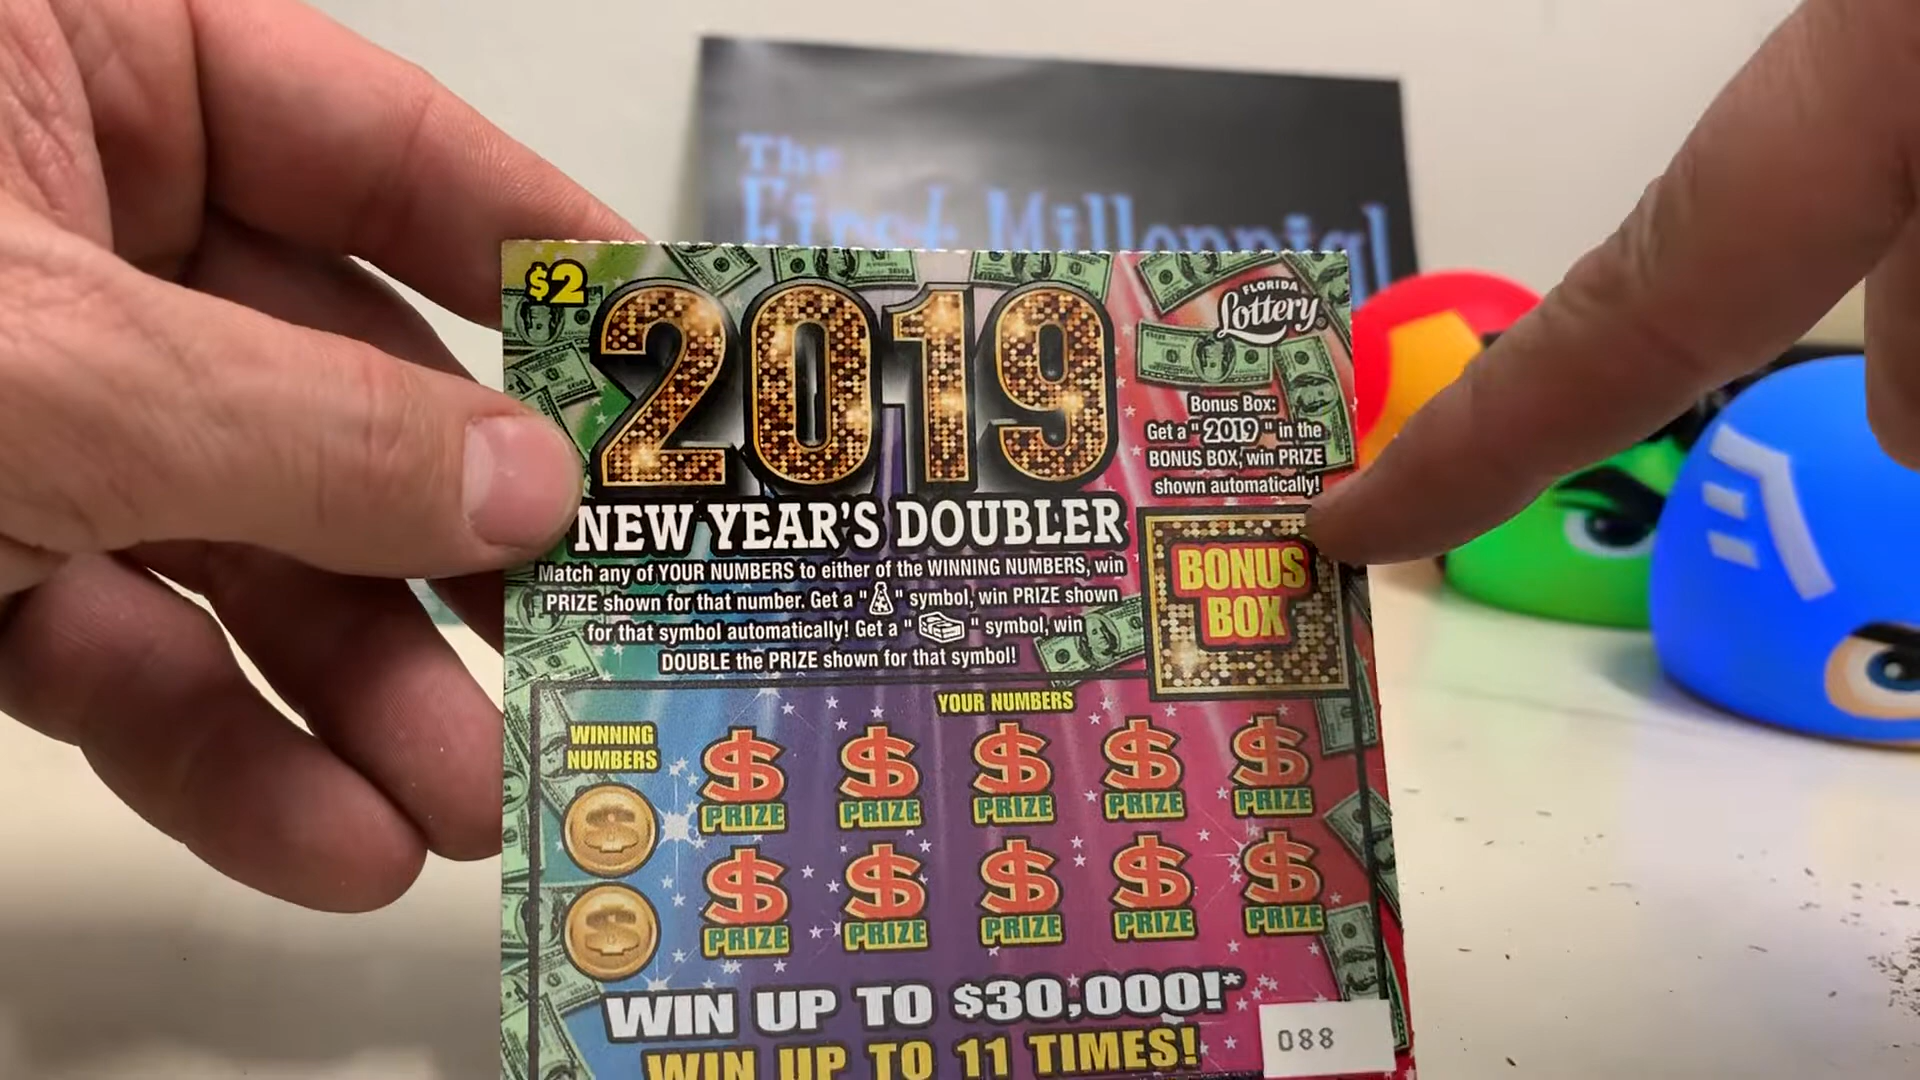 The
First Millennial
$2
2019
FLORIDA
Lottery
NEW YEAR'S DOUBLER
Bonus Box:
Get a "2019" in the
BONUS BOX, win PRIZE
shown automatically!
BONUS
BOX
Match any of YOUR NUMBERS to either of the WINNING NUMBERS, win
PRIZE shown for that number. Get a " " symbol, win PRIZE shown
for that symbol automatically! Get a " " symbol, win
DOUBLE the PRIZE shown for that symbol!
YOUR NUMBERS
WINNING
NUMBERS
$ $ $ $ $
PRIZE PRIZE PRIZE PRIZE PRIZE
$ $ $ $ $
PRIZE PRIZE PRIZE PRIZE PRIZE
WIN UP TO $30,000!*
WIN UP TO 11 TIMES!
088